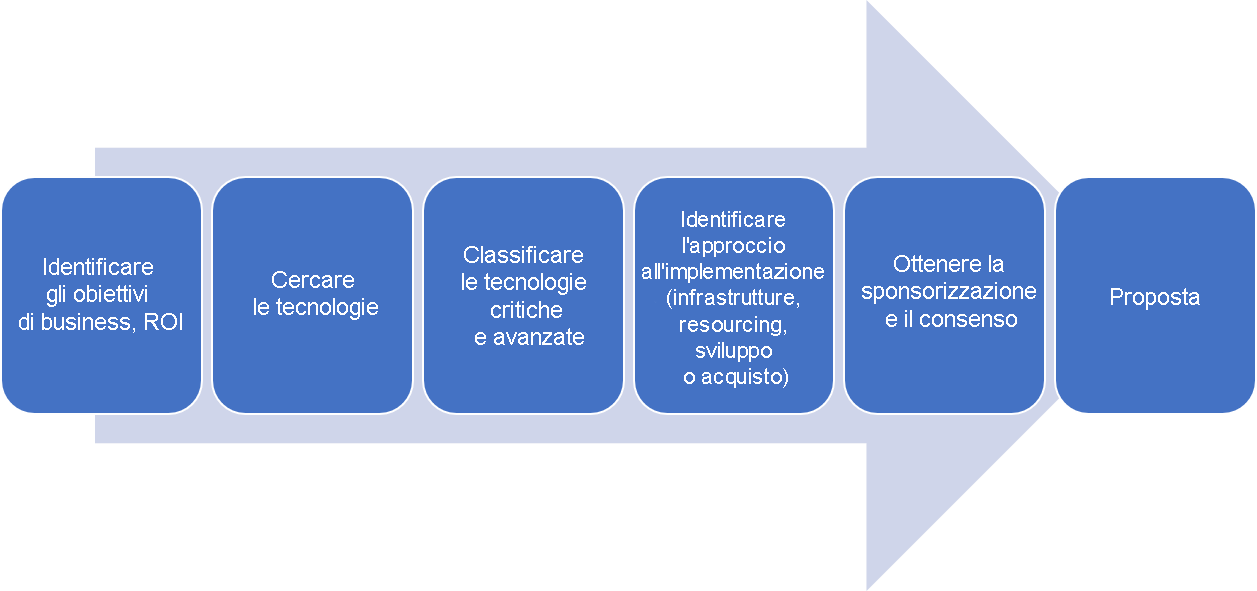 Identificare
gli obiettivi
di business, ROI
Cercare
le tecnologie
Classificare
le tecnologie
critiche
e avanzate
Identificare
l'approccio
all'implementazione
(infrastrutture,
resourcing,
sviluppo
o acquisto)
Ottenere la
sponsorizzazione
e il consenso
Proposta